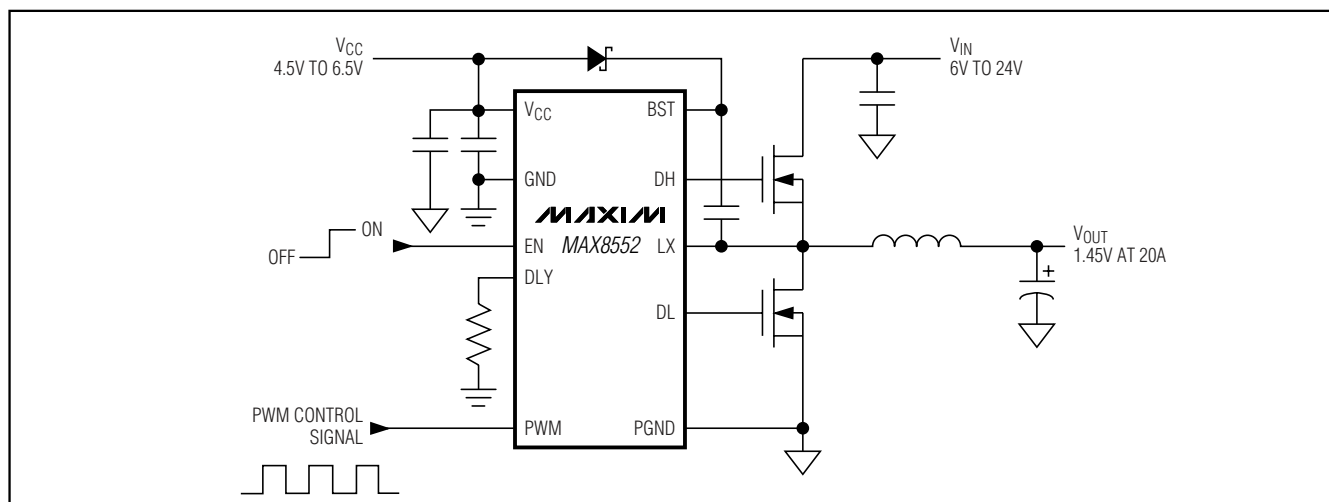 VCC
4.5V TO 6.5V
VIN
6V TO 24V
VCC
BST
GND
DH
MAXIM
MAX8552
ON
OFF
EN
LX
VOUT
1.45V AT 20A
+
DLY
DL
PWM CONTROL
SIGNAL
PWM
PGND